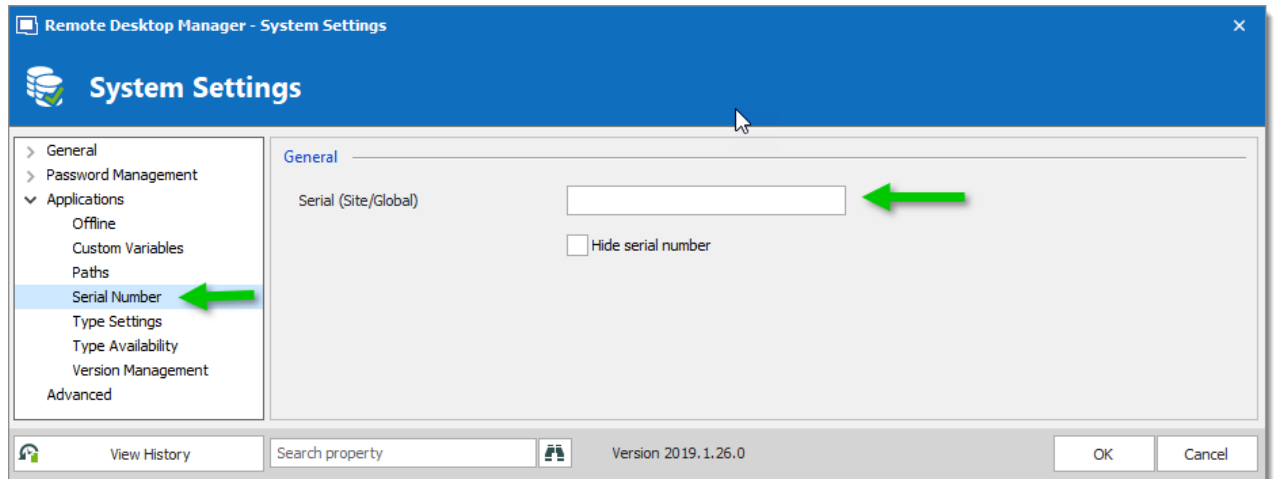 Remote Desktop Manager - System Settings
System Settings
General
Password Management
Applications
Offline
Custom Variables
Paths
Serial Number
Type Settings
Type Availability
Version Management
Advanced
General
Serial (Site/Global)
Hide serial number
View History
Search property
Version 2019.1.26.0
OK
Cancel